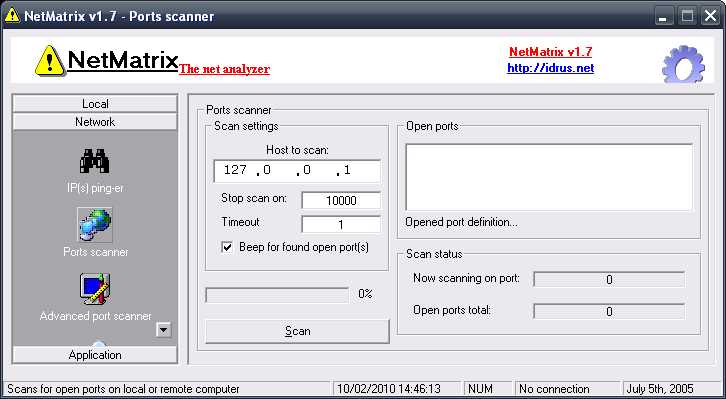 NetMatrix v1.7 - Ports scanner
NetMatrix The net analyzer
NetMatrix v1.7
http://idrus.net
Local
Network
IP(s) ping-er
Ports scanner
Advanced port scanner
Application
Ports scanner
Scan settings
Host to scan:
127 .0 .0 .1
Stop scan on: 10000
Timeout 1
Beep for found open port(s)
0%
Scan
Open ports
Opened port definition...
Scan status
Now scanning on port: 0
Open ports total: 0
Scans for open ports on local or remote computer 10/02/2010 14:46:13 NUM No connection July 5th, 2005